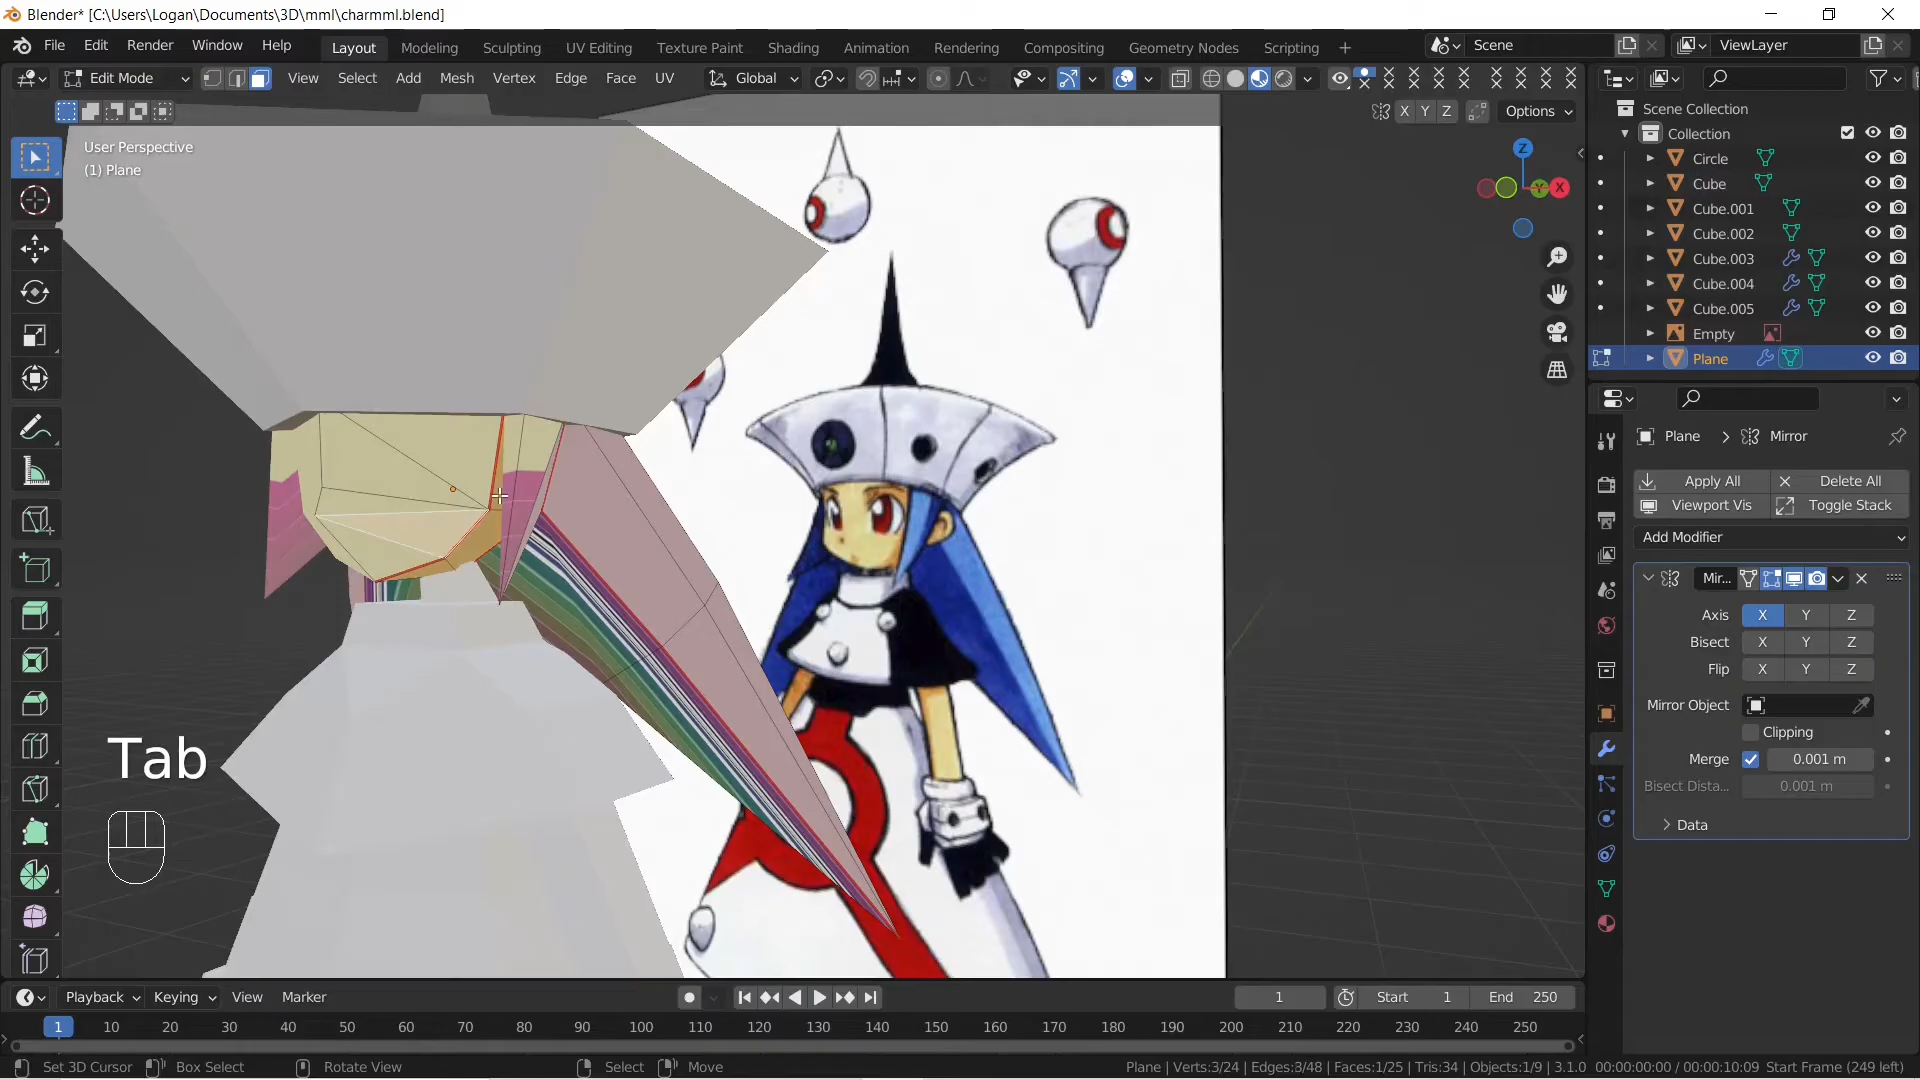 Blender* [C:\Users\Logan\Documents\3D\mml\charmml.blend]
File Edit Render Window Help Layout Modeling Sculpting UV Editing Texture Paint Shading Animation Rendering Compositing Geometry Nodes Scripting + Scene ViewLayer
Edit Mode View Select Add Mesh Vertex Edge Face UV Global
X Y Z Options
User Perspective
(1) Plane
Z
Y X
Tab
Scene Collection
Collection
Circle
Cube
Cube.001
Cube.002
Cube.003
Cube.004
Cube.005
Empty
Plane
Plane > Mirror
Apply All Delete All
Viewport Vis Toggle Stack
Add Modifier
Mir...
Axis X Y Z
Bisect X Y Z
Flip X Y Z
Mirror Object
Clipping
Merge 0.001 m
Bisect Dista... 0.001 m
Data
Playback Keying View Marker 1 Start 1 End 250
1 10 20 30 40 50 60 70 80 90 100 110 120 130 140 150 160 170 180 190 200 210 220 230 240 250
Set 3D Cursor Box Select Rotate View Select Move Plane | Verts:3/24 | Edges:3/48 | Faces:1/25 | Tris:34 | Objects:1/9 | 3.1.0 00:00:00:00 / 00:00:10:09 Start Frame (249 left)